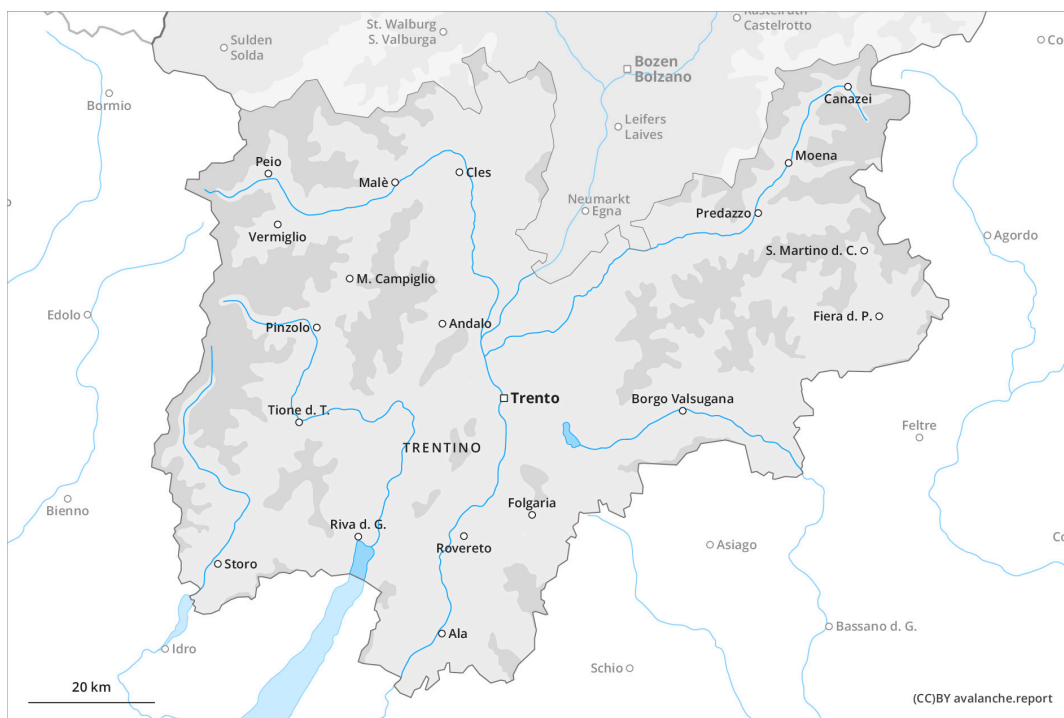 Kastelruth
Castelrotto
St. Walburg
S. Valburga
Sulden
Solda
Co
Bozen
Bolzano
Bormio
Canazei
Leifers
Laives
Moena
Peio
Malè
Cles
Neumarkt
Egna
Predazzo
Vermiglio
Agordo
S. Martino d. C.
M. Campiglio
Edolo
Fiera d. P.
Pinzolo
Andalo
Trento
Borgo Valsugana
Tione d. T.
Feltre
TRENTINO
Bienno
Folgaria
Riva d. G.
Rovereto
Asiago
Co
Storo
Bassano d. G.
Ala
Idro
Schio
20 km
(CC)BY avalanche.report